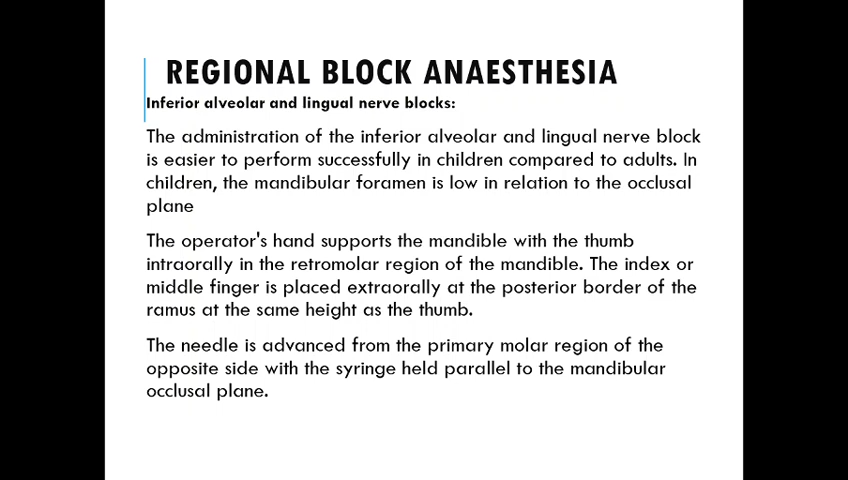 REGIONAL BLOCK ANAESTHESIA
Inferior alveolar and lingual nerve blocks:
The administration of the inferior alveolar and lingual nerve block
is easier to perform successfully in children compared to adults. In
children, the mandibular foramen is low in relation to the occlusal
plane
The operator's hand supports the mandible with the thumb
intraorally in the retromolar region of the mandible. The index or
middle finger is placed extraorally at the posterior border of the
ramus at the same height as the thumb.
The needle is advanced from the primary molar region of the
opposite side with the syringe held parallel to the mandibular
occlusal plane.